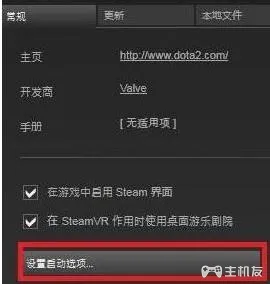 常规 更新 本地文件
主页 http://www.dota2.com/
开发商 Valve
手册 [ 无适用项 ]
在游戏中启用 Steam 界面
在 SteamVR 作用时使用桌面游乐剧院
设置启动选项...
主机友